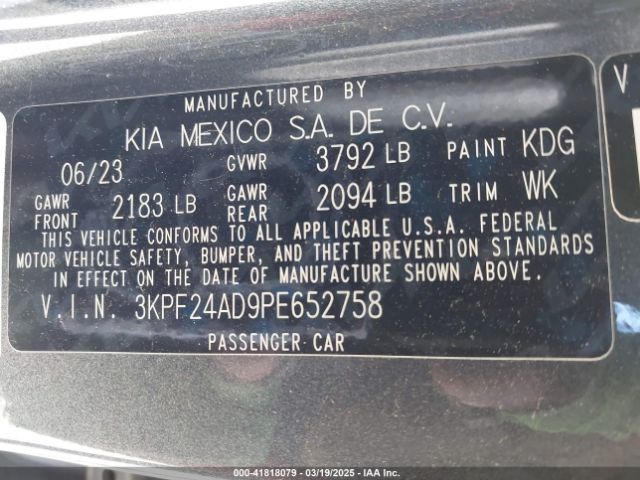 MANUFACTURED BY
KIA MEXICO S.A. DE C.V.
06/23 GVWR 3792 LB PAINT KDG
GAWR FRONT 2183 LB GAWR REAR 2094 LB TRIM WK
THIS VEHICLE CONFORMS TO ALL APPLICABLE U.S.A. FEDERAL
MOTOR VEHICLE SAFETY, BUMPER, AND THEFT PREVENTION STANDARDS
IN EFFECT ON THE DATE OF MANUFACTURE SHOWN ABOVE.
V.I.N. 3KPF24AD9PE652758
PASSENGER CAR
V
000-41818079 - 03/19/2025 - IAA Inc.